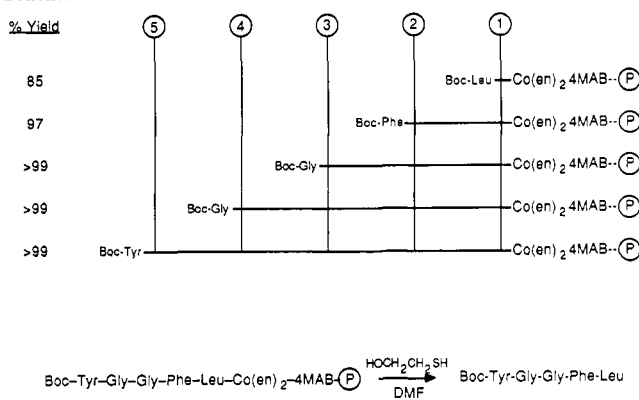 % Yield 5 4 3 2 1
85 Boc-Leu Co(en)2 4MAB--P
97 Boc-Phe Co(en)2 4MAB--P
>99 Boc-Gly Co(en)2 4MAB--P
>99 Boc-Gly Co(en)2 4MAB--P
>99 Boc-Tyr Co(en)2 4MAB--P
HOCH2CH2SH
Boc-Tyr-Gly-Gly-Phe-Leu-Co(en)2-4MAB-P Boc-Tyr-Gly-Gly-Phe-Leu
DMF